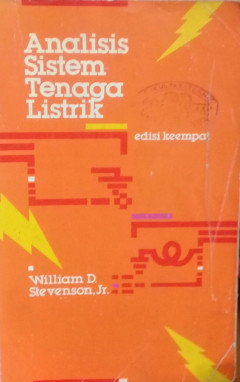 Analisis
Sistem
Tenaga
Listrik
edisi keempat
William D.
Stevenson, Jr.